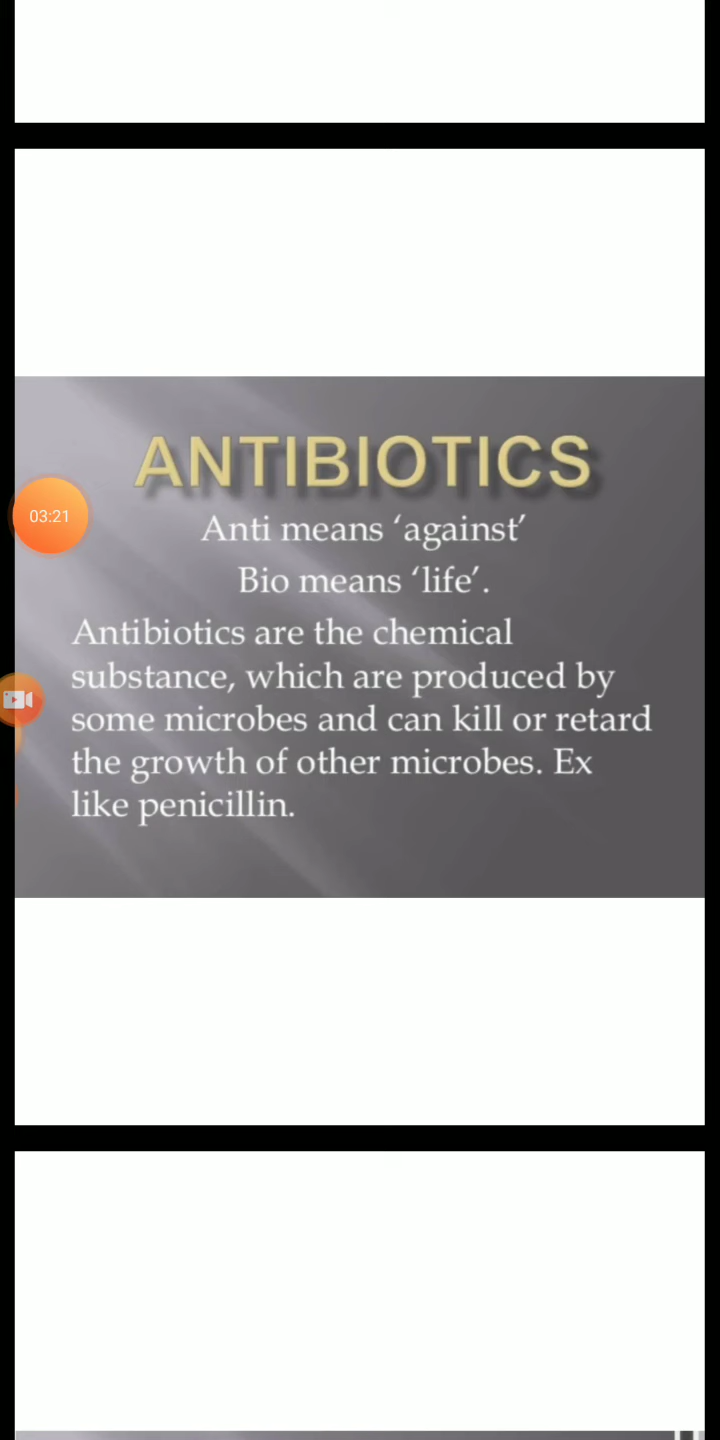 ANTIBIOTICS
03:21
Anti means ‘against’
Bio means ‘life’.
Antibiotics are the chemical
substance, which are produced by
some microbes and can kill or retard
the growth of other microbes. Ex
like penicillin.